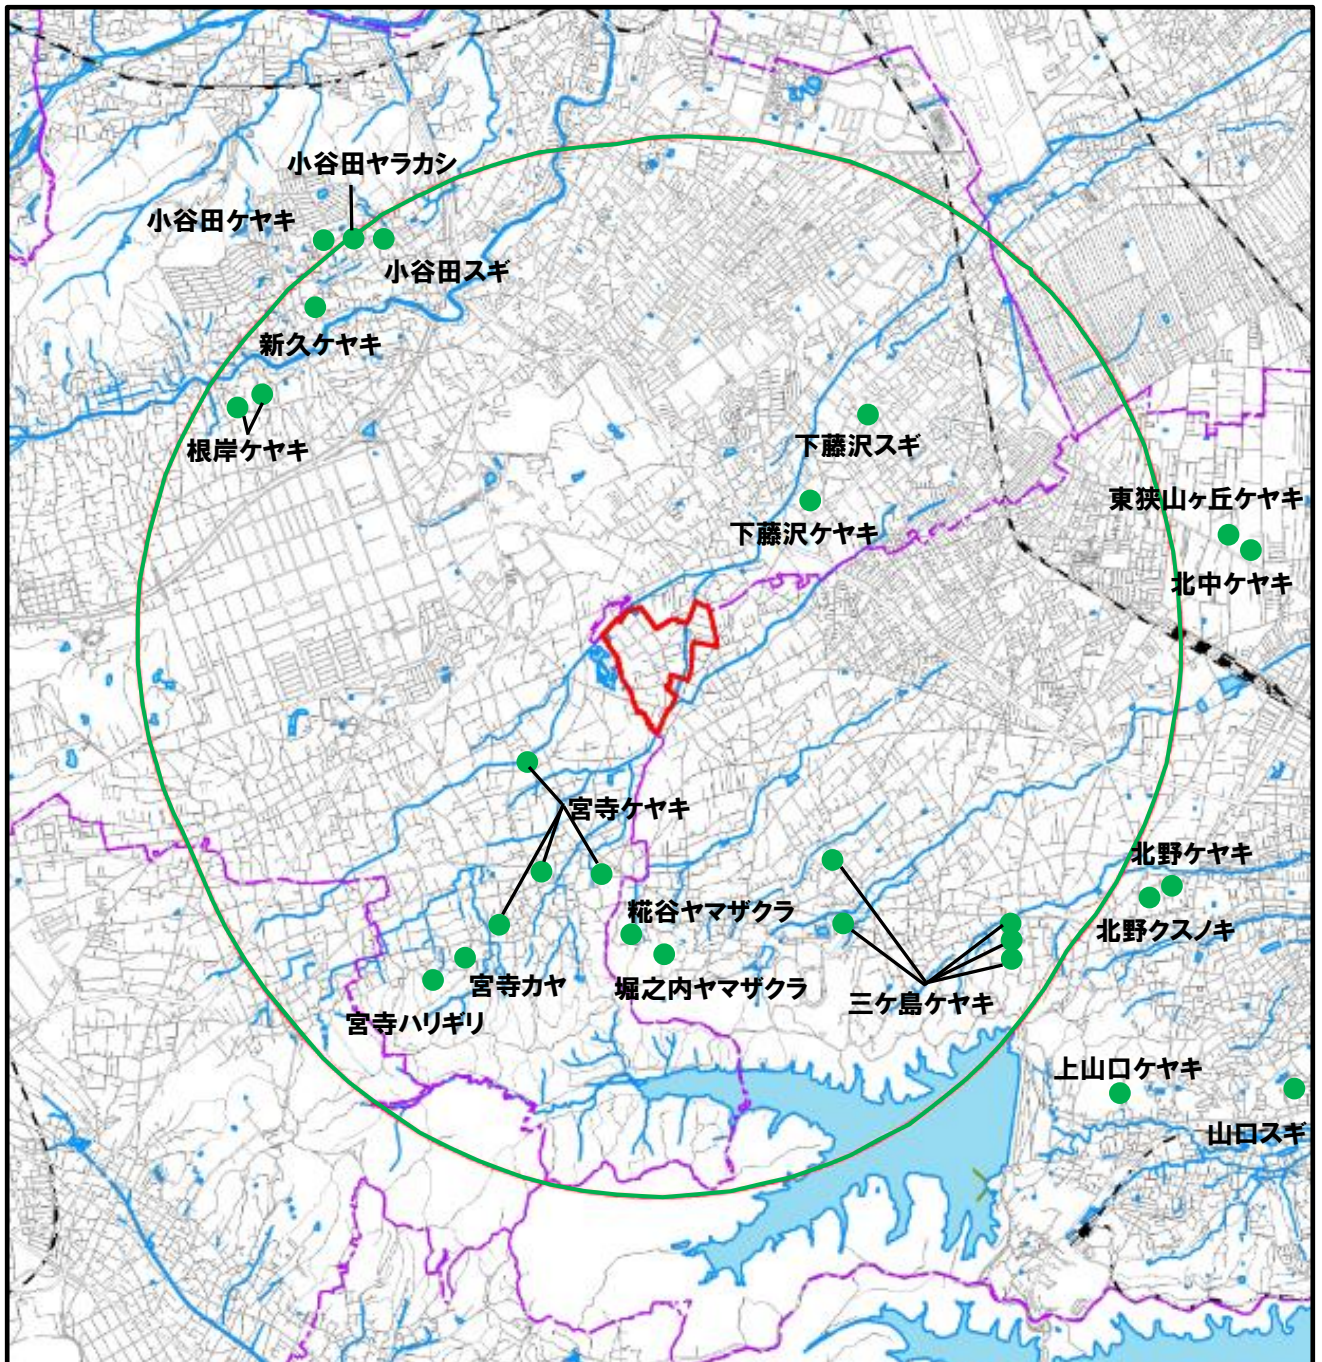 小谷田ヤラカシ
小谷田ケヤキ
小谷田スギ
新久ケヤキ
根岸ケヤキ
下藤沢スギ
下藤沢ケヤキ
東狭山ヶ丘ケヤキ
北中ケヤキ
宮寺ケヤキ
北野ケヤキ
糀谷ヤマザクラ
北野クスノキ
宮寺カヤ
堀之内ヤマザクラ
三ケ島ケヤキ
宮寺ハリギリ
上山口ケヤキ
山口スギ